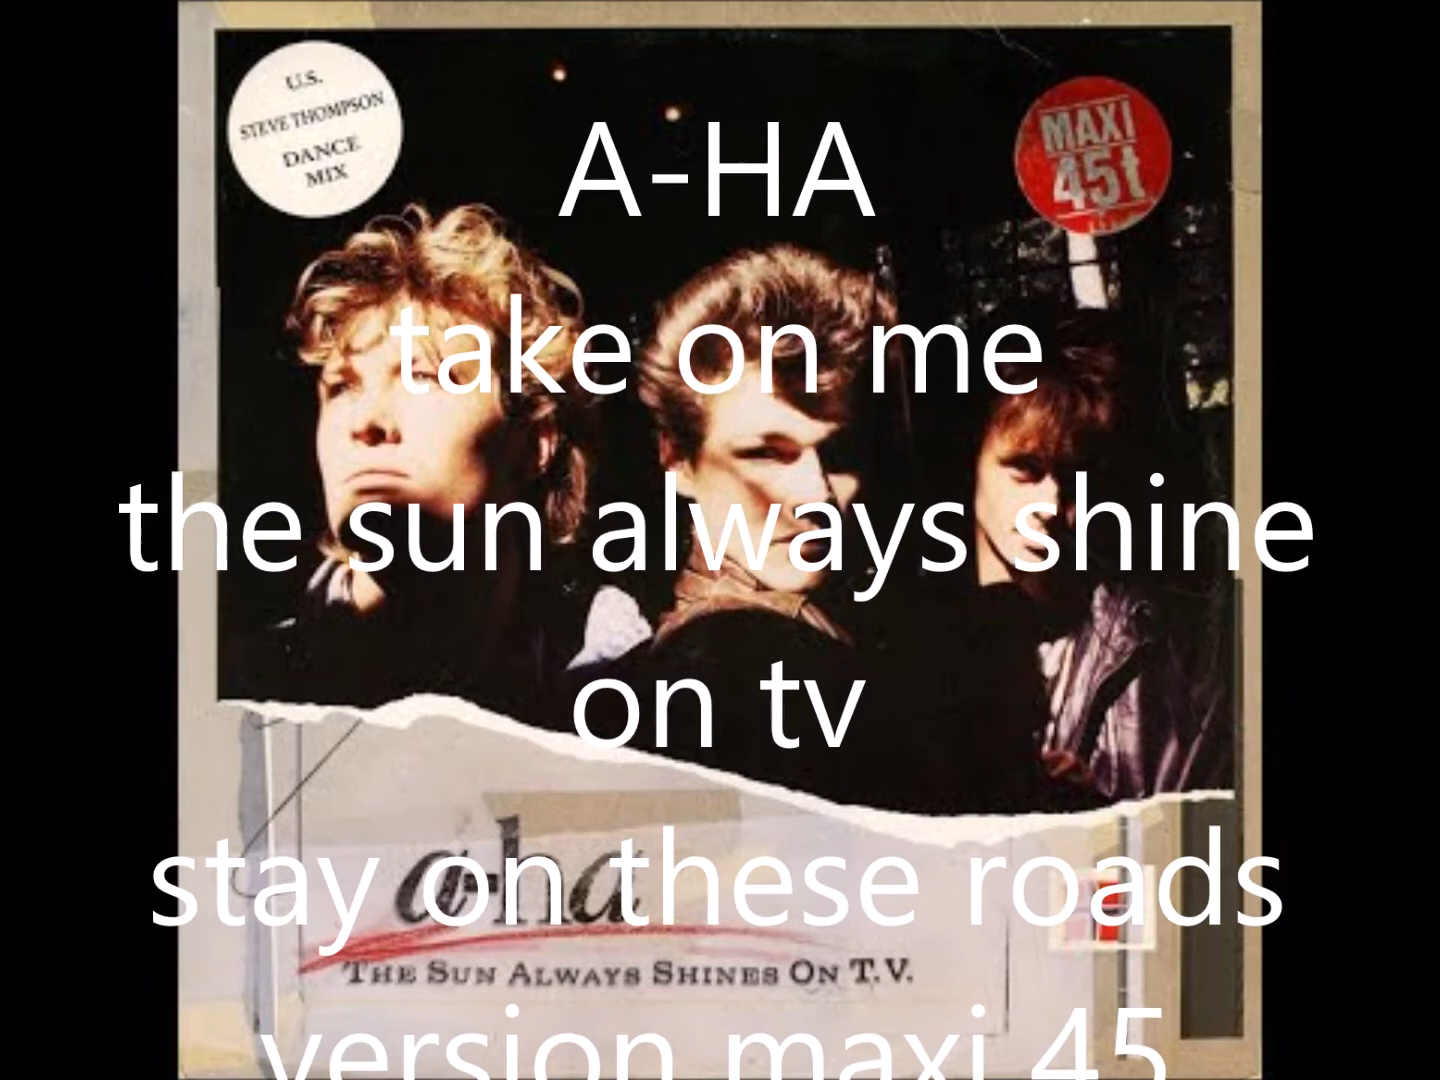 U.S.
STEVE THOMPSON
DANCE
MIX
MAXI
45t
A-HA
take on me
the sun always shine
on tv
stay on these roads
version maxi 45
a-ha
THE SUN ALWAYS SHINES ON T.V.